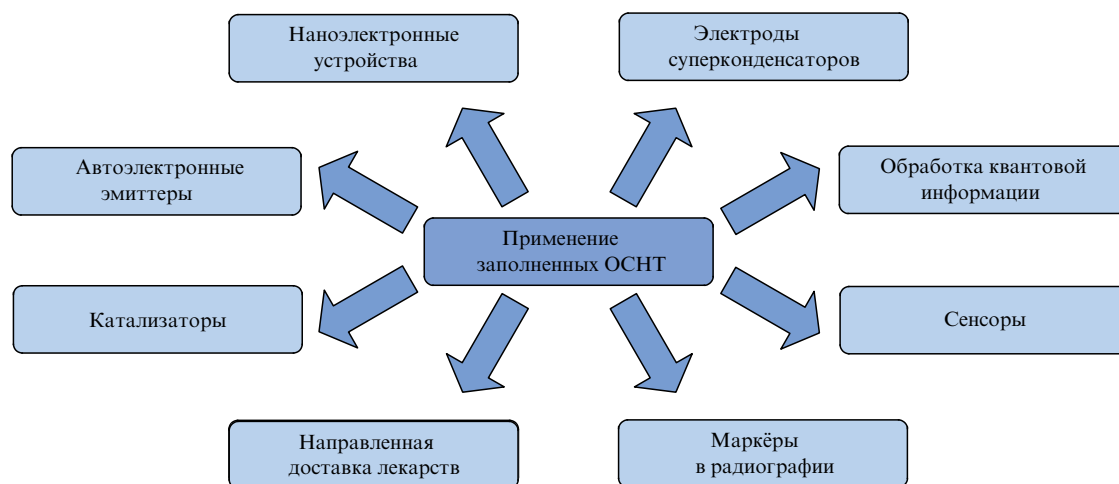 Наноэлектронные
устройства
Электроды
суперконденсаторов
Автоэлектронные
эмиттеры
Обработка квантовой
информации
Применение
заполненных ОСНТ
Катализаторы
Сенсоры
Направленная
доставка лекарств
Маркёры
в радиографии